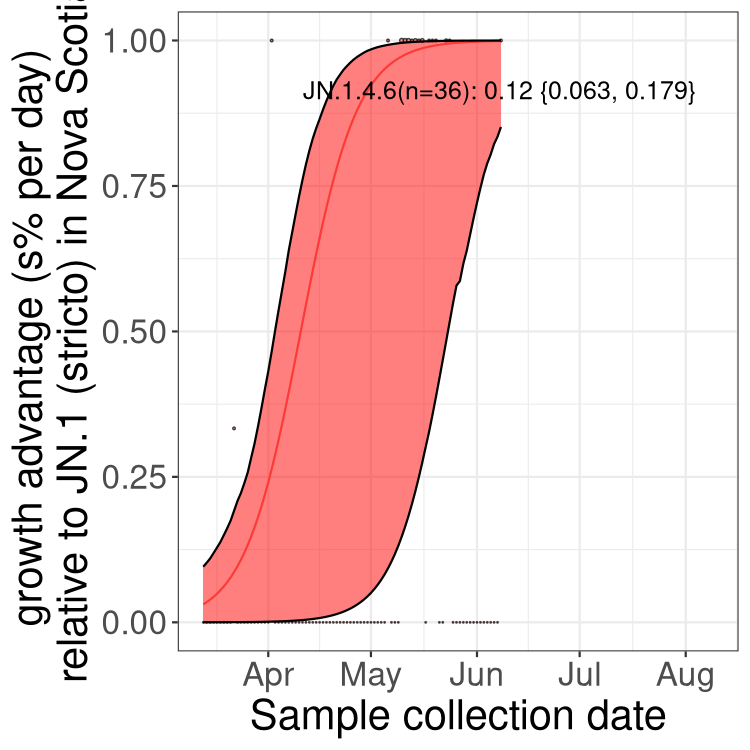 growth advantage (s% per day)
relative to JN.1 (stricto) in Nova Scotia
1.00
0.75
0.50
0.25
0.00
JN.1.4.6(n=36): 0.12 {0.063, 0.179}
Apr May Jun Jul Aug
Sample collection date